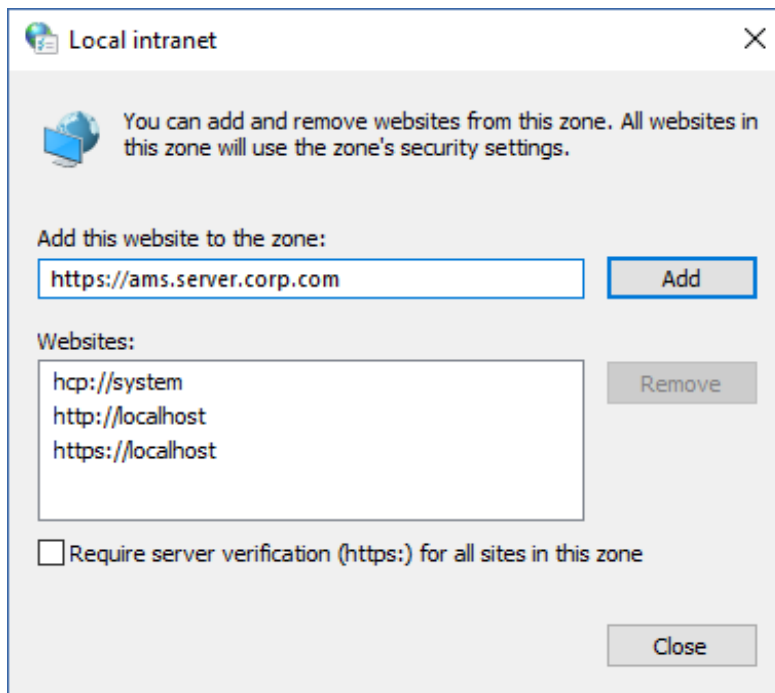 Local intranet
You can add and remove websites from this zone. All websites in
this zone will use the zone's security settings.
Add this website to the zone:
https://ams.server.corp.com
Add
Websites:
hcp://system
http://localhost
https://localhost
Remove
Require server verification (https:) for all sites in this zone
Close